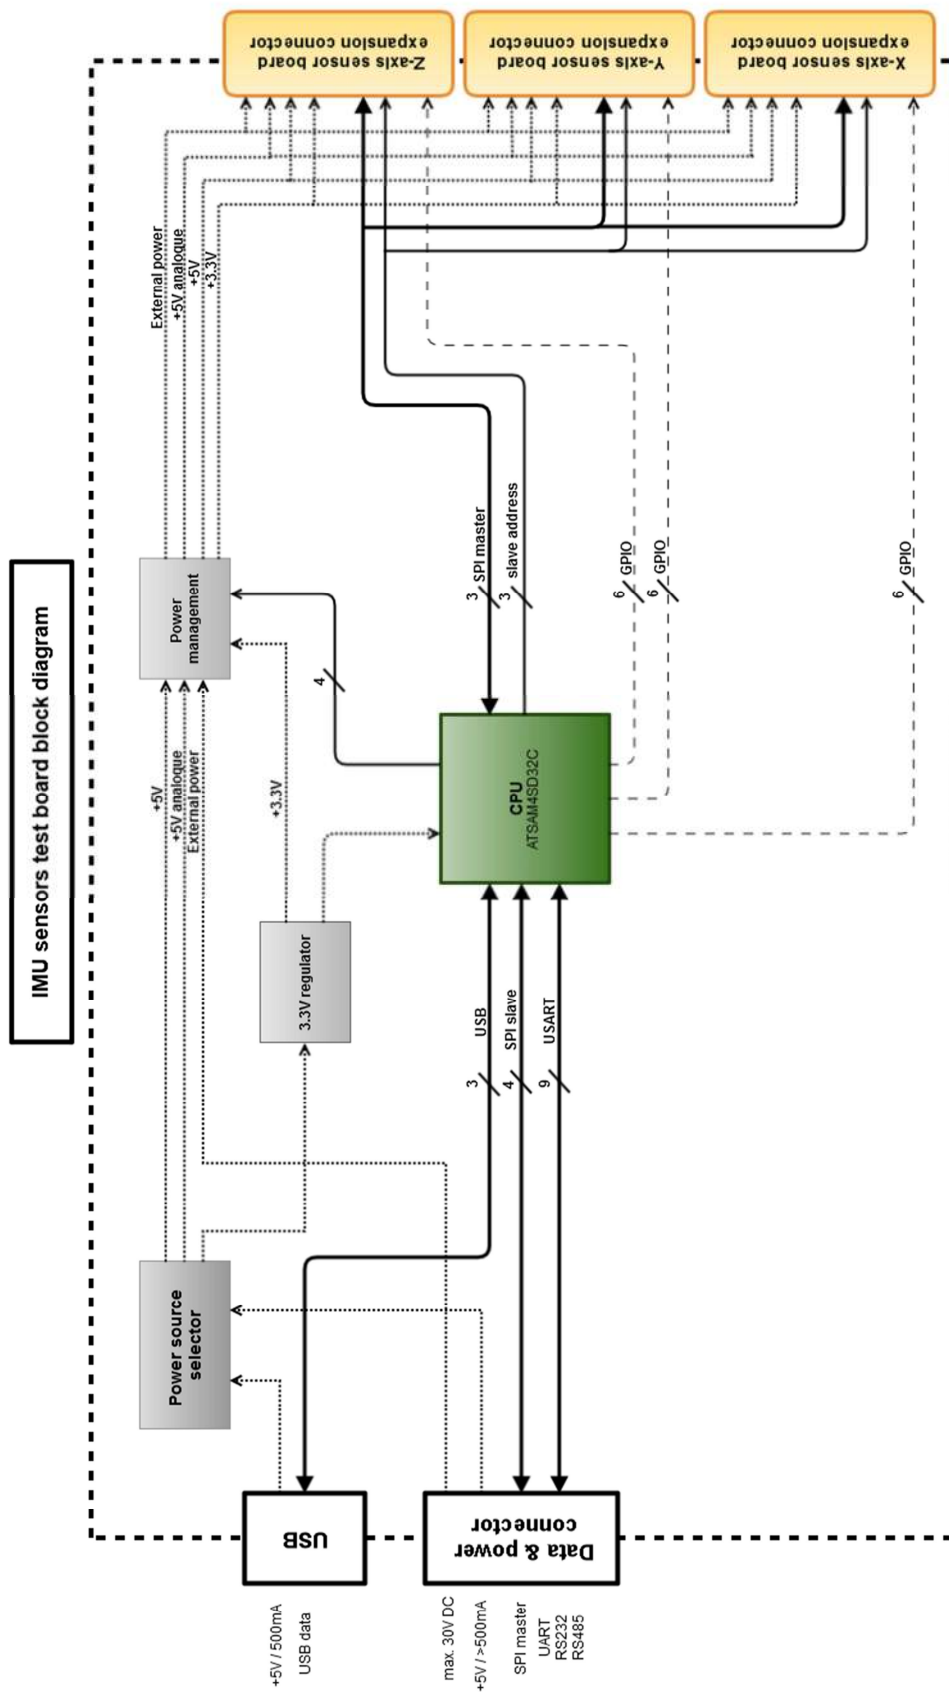 IMU sensors test board block diagram
Z-axis sensor board
expansion connector
Y-axis sensor board
expansion connector
X-axis sensor board
expansion connector
External power
+5V analogue
+5V
+3.3V
Power
management
3
SPI master
3
slave address
6
GPIO
6
GPIO
6
GPIO
4
+5V
+5V analogue
External power
+3.3V
CPU
ATSAM4SD32C
3.3V regulator
3
USB
4
SPI slave
9
USART
Power source
selector
USB
Data & power
connector
+5V / 500mA
USB data
max. 30V DC
+5V / >500mA
SPI master
UART
RS232
RS485